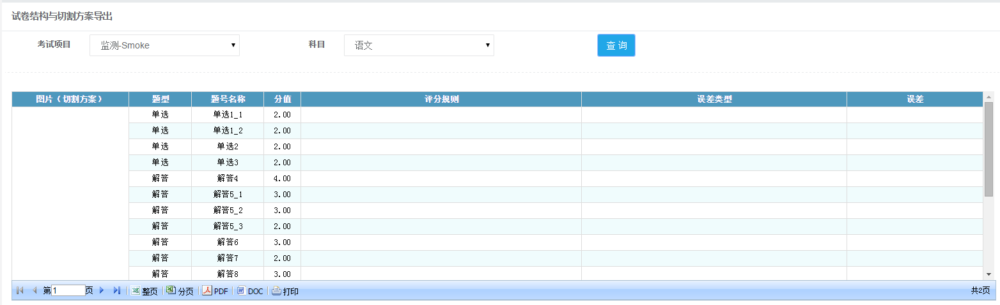 试卷结构与切割方案导出
考试项目 监测-Smoke 科目 语文 查 询
图片（切割方案） 题型 题号名称 分值 评分规则 误差类型 误差
单选 单选1_1 2.00
单选 单选1_2 2.00
单选 单选2 2.00
单选 单选3 2.00
解答 解答4 4.00
解答 解答5_1 3.00
解答 解答5_2 3.00
解答 解答5_3 2.00
解答 解答6 3.00
解答 解答7 2.00
解答 解答8 3.00
第1页 整页 分页 PDF DOC 打印 共2页